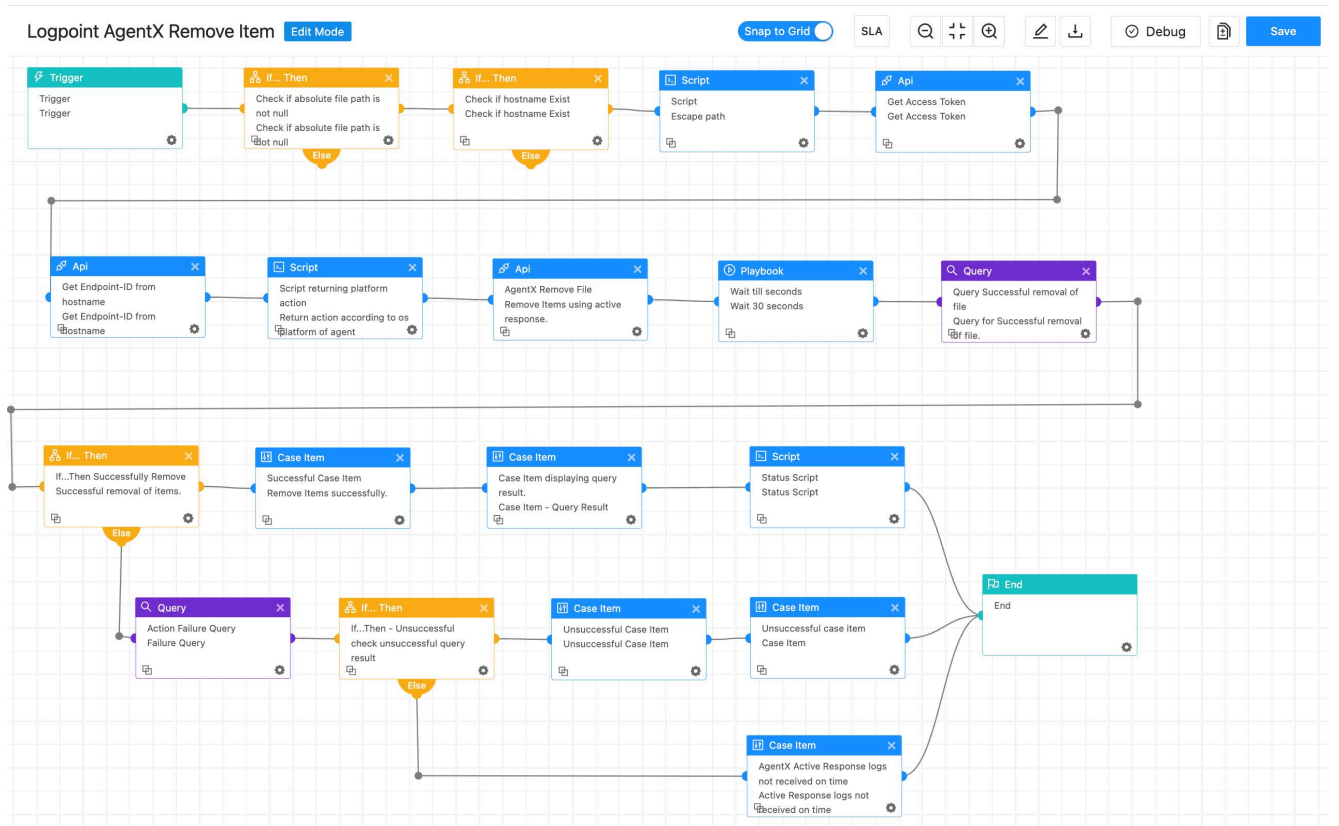 Logpoint AgentX Remove Item Edit Mode Snap to Grid SLA Debug Save
Trigger
Trigger
Trigger
If... Then
Check if absolute file path is
not null
Check if absolute file path is
not null
Else
If... Then
Check if hostname Exist
Check if hostname Exist
Else
Script
Script
Escape path
Api
Get Access Token
Get Access Token
Api
Get Endpoint-ID from
hostname
Get Endpoint-ID from
hostname
Script
Script returning platform
action
Return action according to os
platform of agent
Api
AgentX Remove File
Remove Items using active
response.
Playbook
Wait till seconds
Wait 30 seconds
Query
Query Successful removal of
file
Query for Successful removal
of file.
If... Then
If...Then Successfully Remove
Successful removal of items.
Else
Case Item
Successful Case Item
Remove Items successfully.
Case Item
Case Item displaying query
result.
Case Item - Query Result
Script
Status Script
Status Script
End
End
Query
Action Failure Query
Failure Query
If... Then
If...Then - Unsuccessful
check unsuccessful query
result
Else
Case Item
Unsuccessful Case Item
Unsuccessful Case Item
Case Item
Unsuccessful case item
Case Item
Case Item
AgentX Active Response logs
not received on time
Active Response logs not
received on time